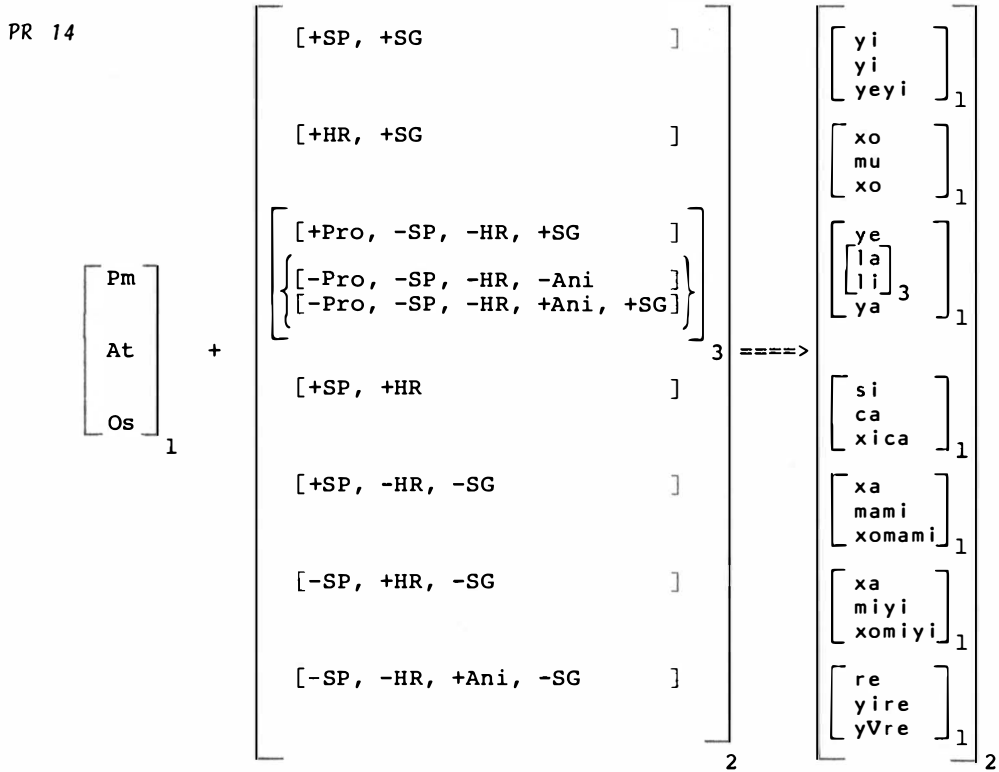 PR 14
[+SP, +SG ]
yi
yi
yeyi 1
[+HR, +SG ]
xo
mu
xo 1
[+Pro, -SP, -HR, +SG ]
[-Pro, -SP, -HR, -Ani ]
[-Pro, -SP, -HR, +Ani, +SG]
3
ye
la
li 3
ya 1
Pm
At
Os 1
+
====>
[+SP, +HR ]
si
ca
xica 1
[+SP, -HR, -SG ]
xa
mami
xomami 1
[-SP, +HR, -SG ]
xa
miyi
xomiyi 1
[-SP, -HR, +Ani, -SG ]
re
yire
yVre 1
2
2